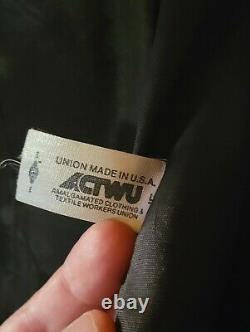 UNION MADE IN U.S.A.
ACTWU
AMALGAMATED CLOTHING &
TEXTILE WORKERS UNION